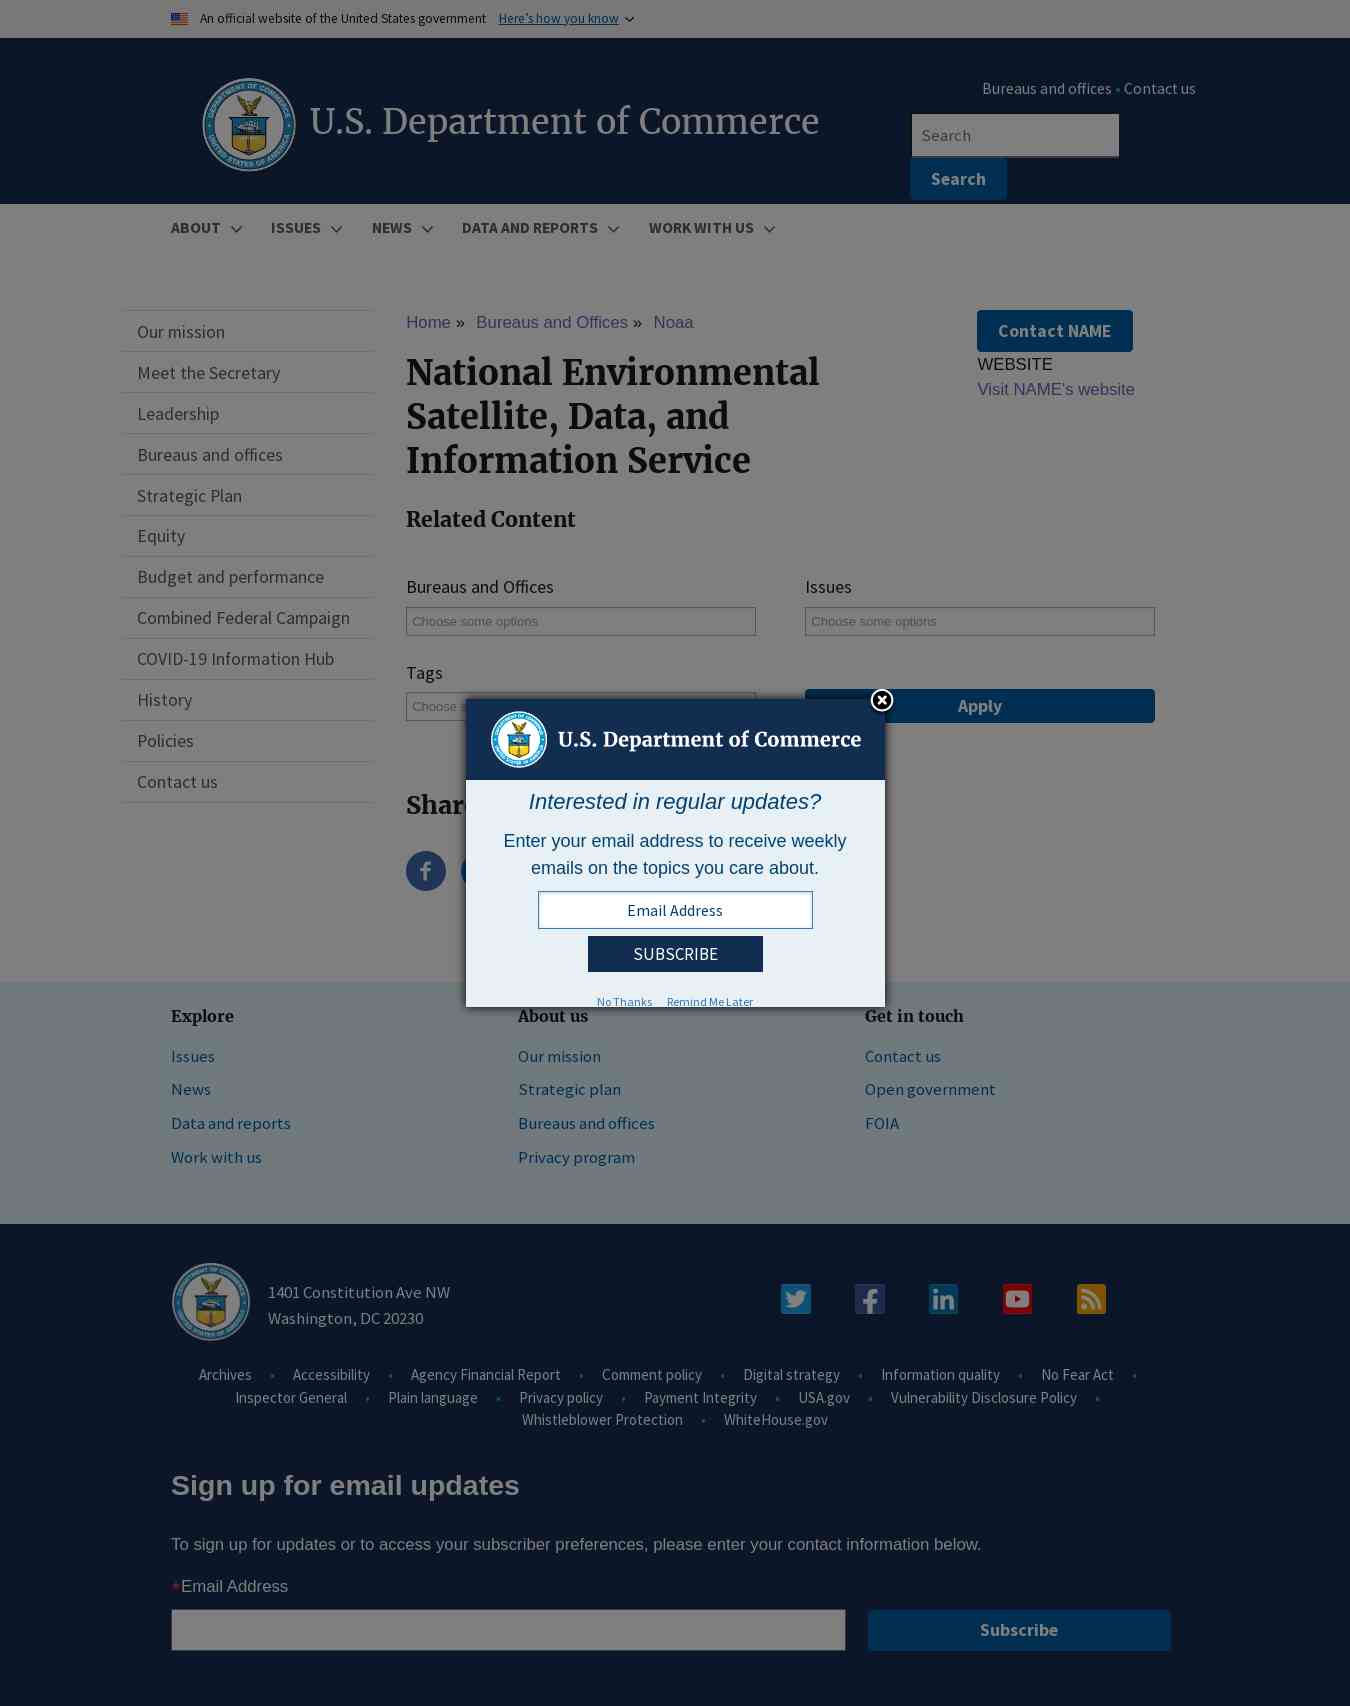 An official website of the United States government Here's how you know
Bureaus and offices • Contact us
U.S. Department of Commerce
Search
Search
ABOUT ISSUES NEWS DATA AND REPORTS WORK WITH US
Our mission
Meet the Secretary
Leadership
Bureaus and offices
Strategic Plan
Equity
Budget and performance
Combined Federal Campaign
COVID-19 Information Hub
History
Policies
Contact us
Home » Bureaus and Offices » Noaa
National Environmental
Satellite, Data, and
Information Service
Related Content
Contact NAME
WEBSITE
Visit NAME's website
Bureaus and Offices
Choose some options
Issues
Choose some options
Tags
Choose
Apply
Shar
U.S. Department of Commerce
Interested in regular updates?
Enter your email address to receive weekly
emails on the topics you care about.
Email Address
SUBSCRIBE
No Thanks Remind Me Later
Explore
Issues
News
Data and reports
Work with us
About us
Our mission
Strategic plan
Bureaus and offices
Privacy program
Get in touch
Contact us
Open government
FOIA
1401 Constitution Ave NW
Washington, DC 20230
Archives • Accessibility • Agency Financial Report • Comment policy • Digital strategy • Information quality • No Fear Act •
Inspector General • Plain language • Privacy policy • Payment Integrity • USA.gov • Vulnerability Disclosure Policy •
Whistleblower Protection • WhiteHouse.gov
Sign up for email updates
To sign up for updates or to access your subscriber preferences, please enter your contact information below.
*Email Address
Subscribe